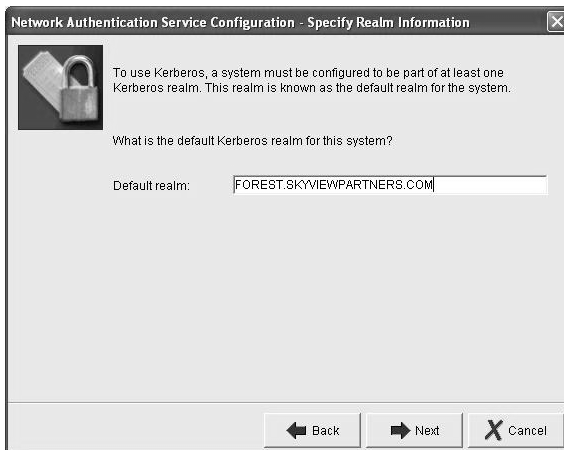 Network Authentication Service Configuration - Specify Realm Information
To use Kerberos, a system must be configured to be part of at least one
Kerberos realm. This realm is known as the default realm for the system.
What is the default Kerberos realm for this system?
Default realm: FOREST.SKYVIEWPARTNERS.COM
Back Next Cancel